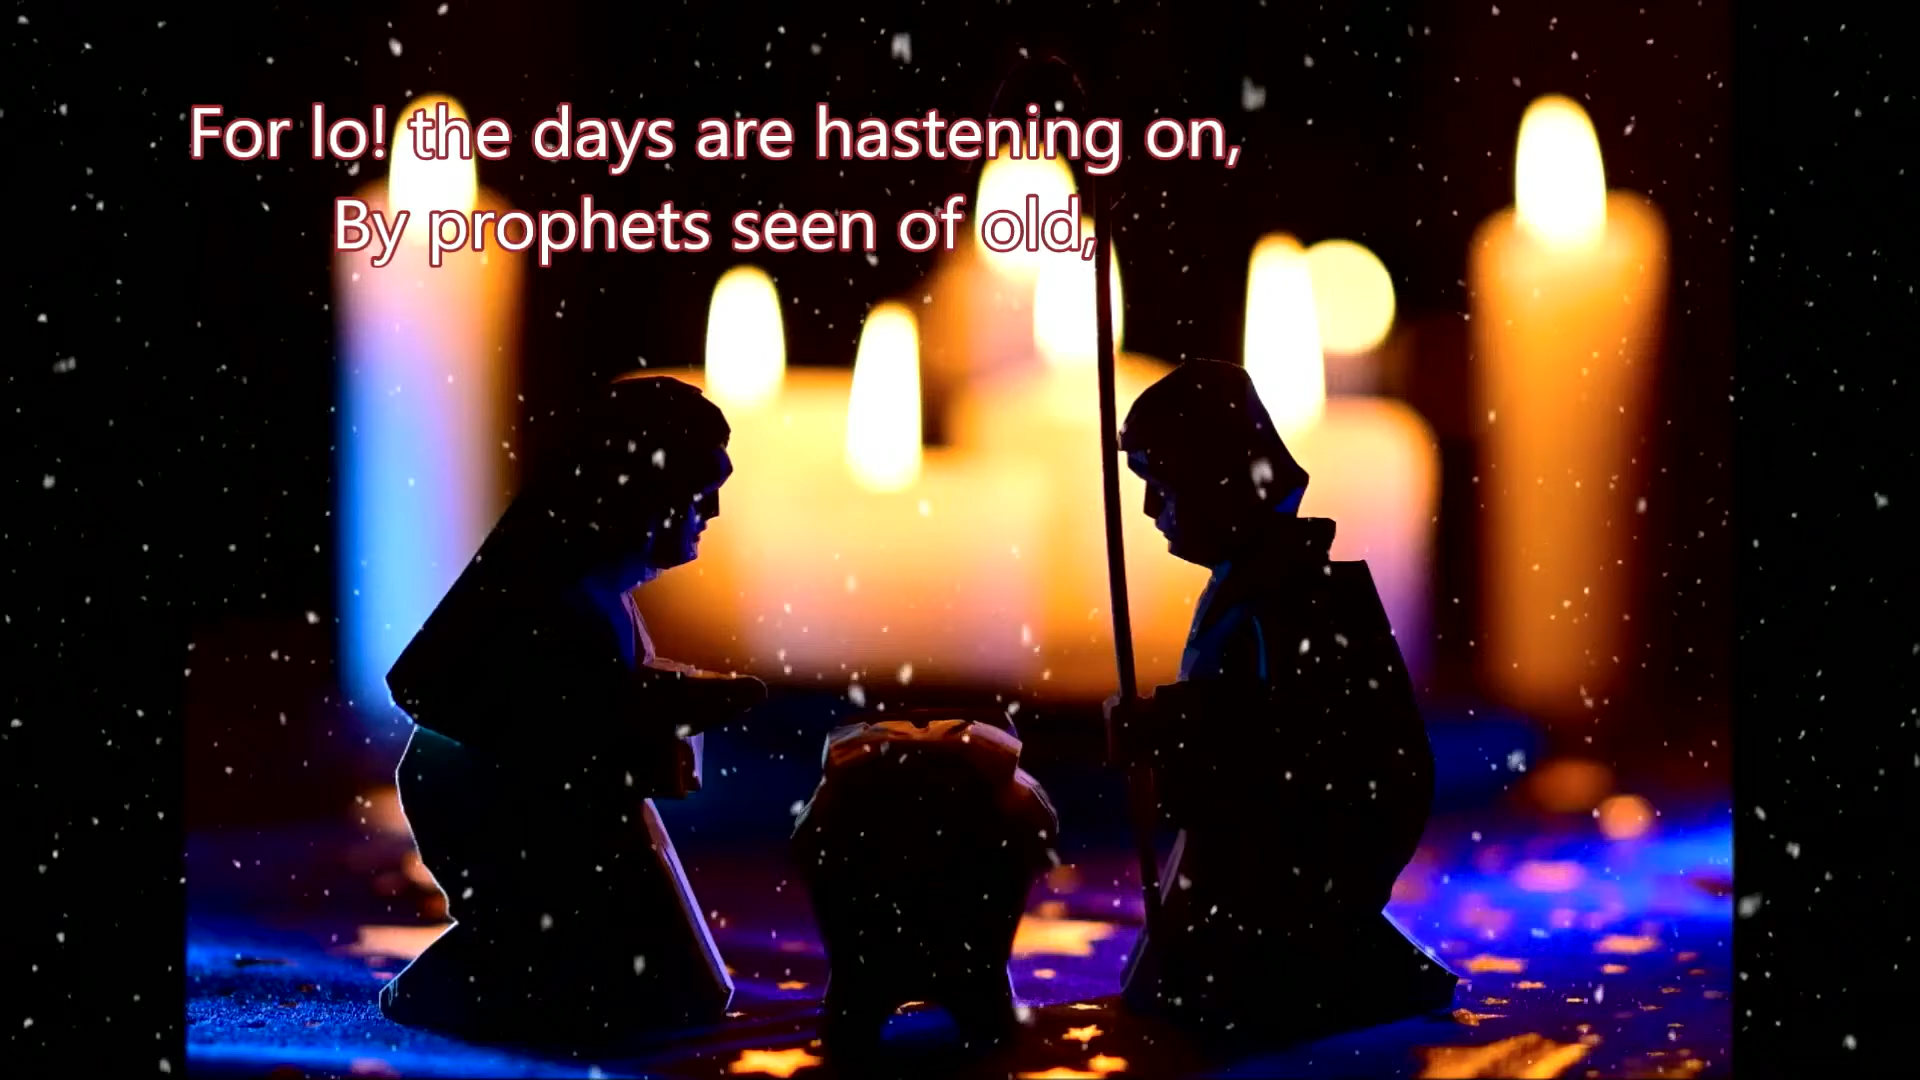 For lo! the days are hastening on,
By prophets seen of old,